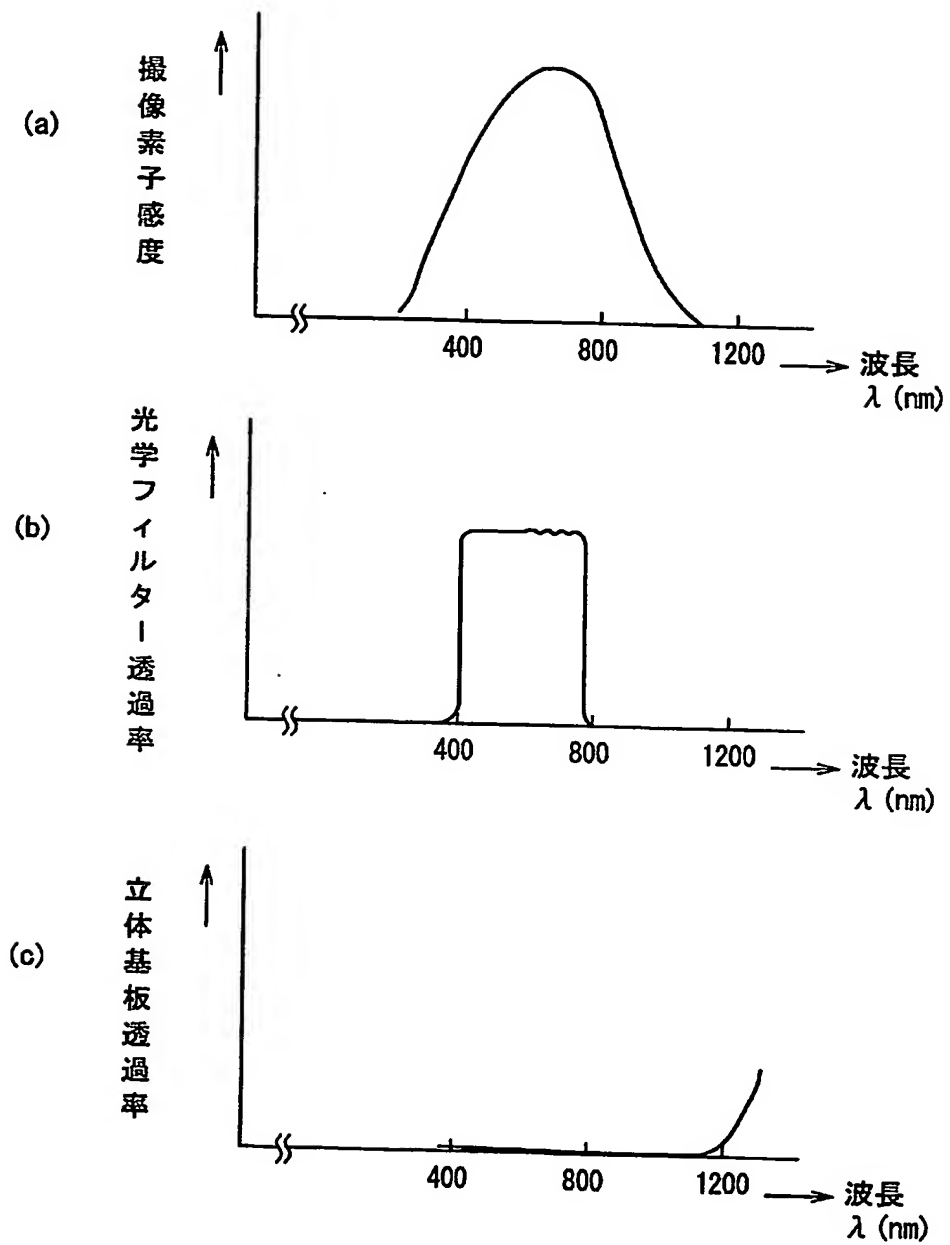 (a)
撮像素子感度
400
800
1200
波長
λ (nm)
(b)
光学フィルター透過率
400
800
1200
波長
λ (nm)
(c)
立体基板透過率
400
800
1200
波長
λ (nm)